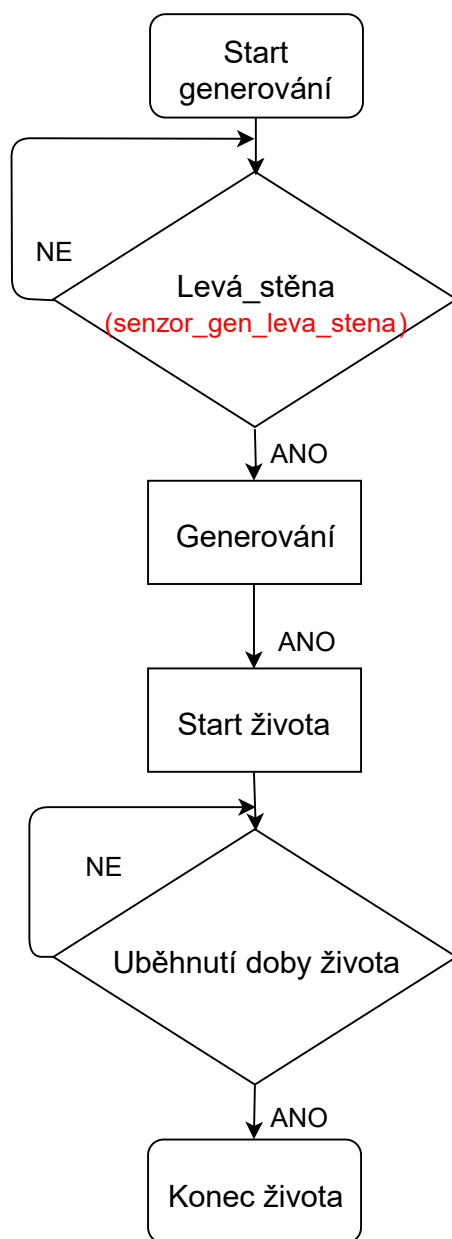 Start
generování
NE
Levá_stěna
(senzor_gen_leva_stena)
ANO
Generování
ANO
Start života
NE
Uběhnutí doby života
ANO
Konec života